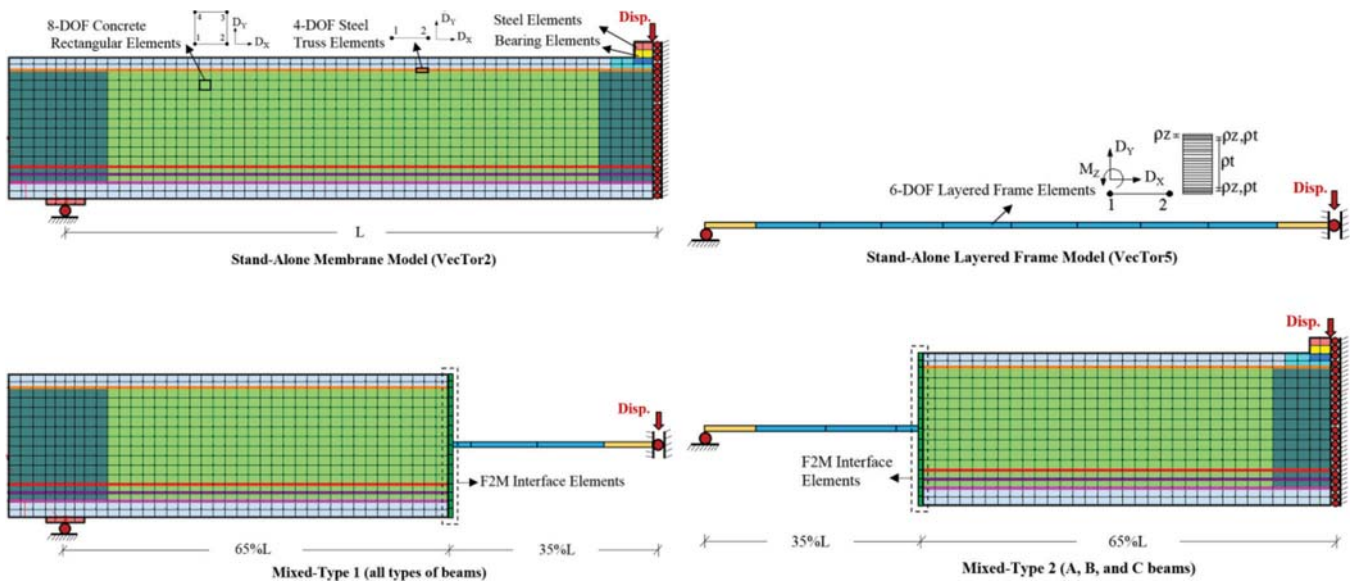 8-DOF Concrete
Rectangular Elements
4 3
1 2
DY
DX
4-DOF Steel
Truss Elements
1 2
DY
DX
Steel Elements
Bearing Elements
Disp.
L
Stand-Alone Membrane Model (VecTor2)
ρz
ρz,ρt
ρt
ρz,ρt
DY
MZ
DX
1 2
6-DOF Layered Frame Elements
Disp.
Stand-Alone Layered Frame Model (VecTor5)
Disp.
F2M Interface Elements
65%L
35%L
Mixed-Type 1 (all types of beams)
Disp.
F2M Interface
Elements
35%L
65%L
Mixed-Type 2 (A, B, and C beams)